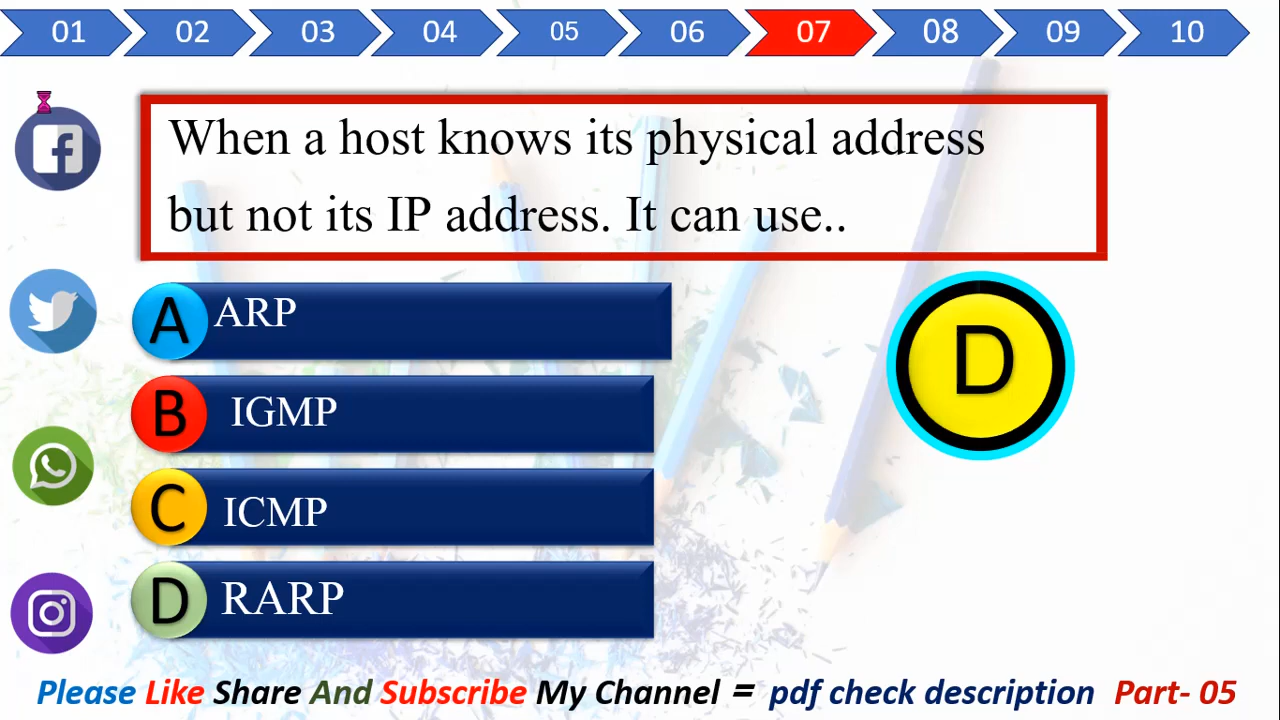 01 02 03 04 05 06 07 08 09 10
When a host knows its physical address
but not its IP address. It can use..
A ARP
B IGMP
C ICMP
D RARP
D
Please Like Share And Subscribe My Channel = pdf check description Part- 05